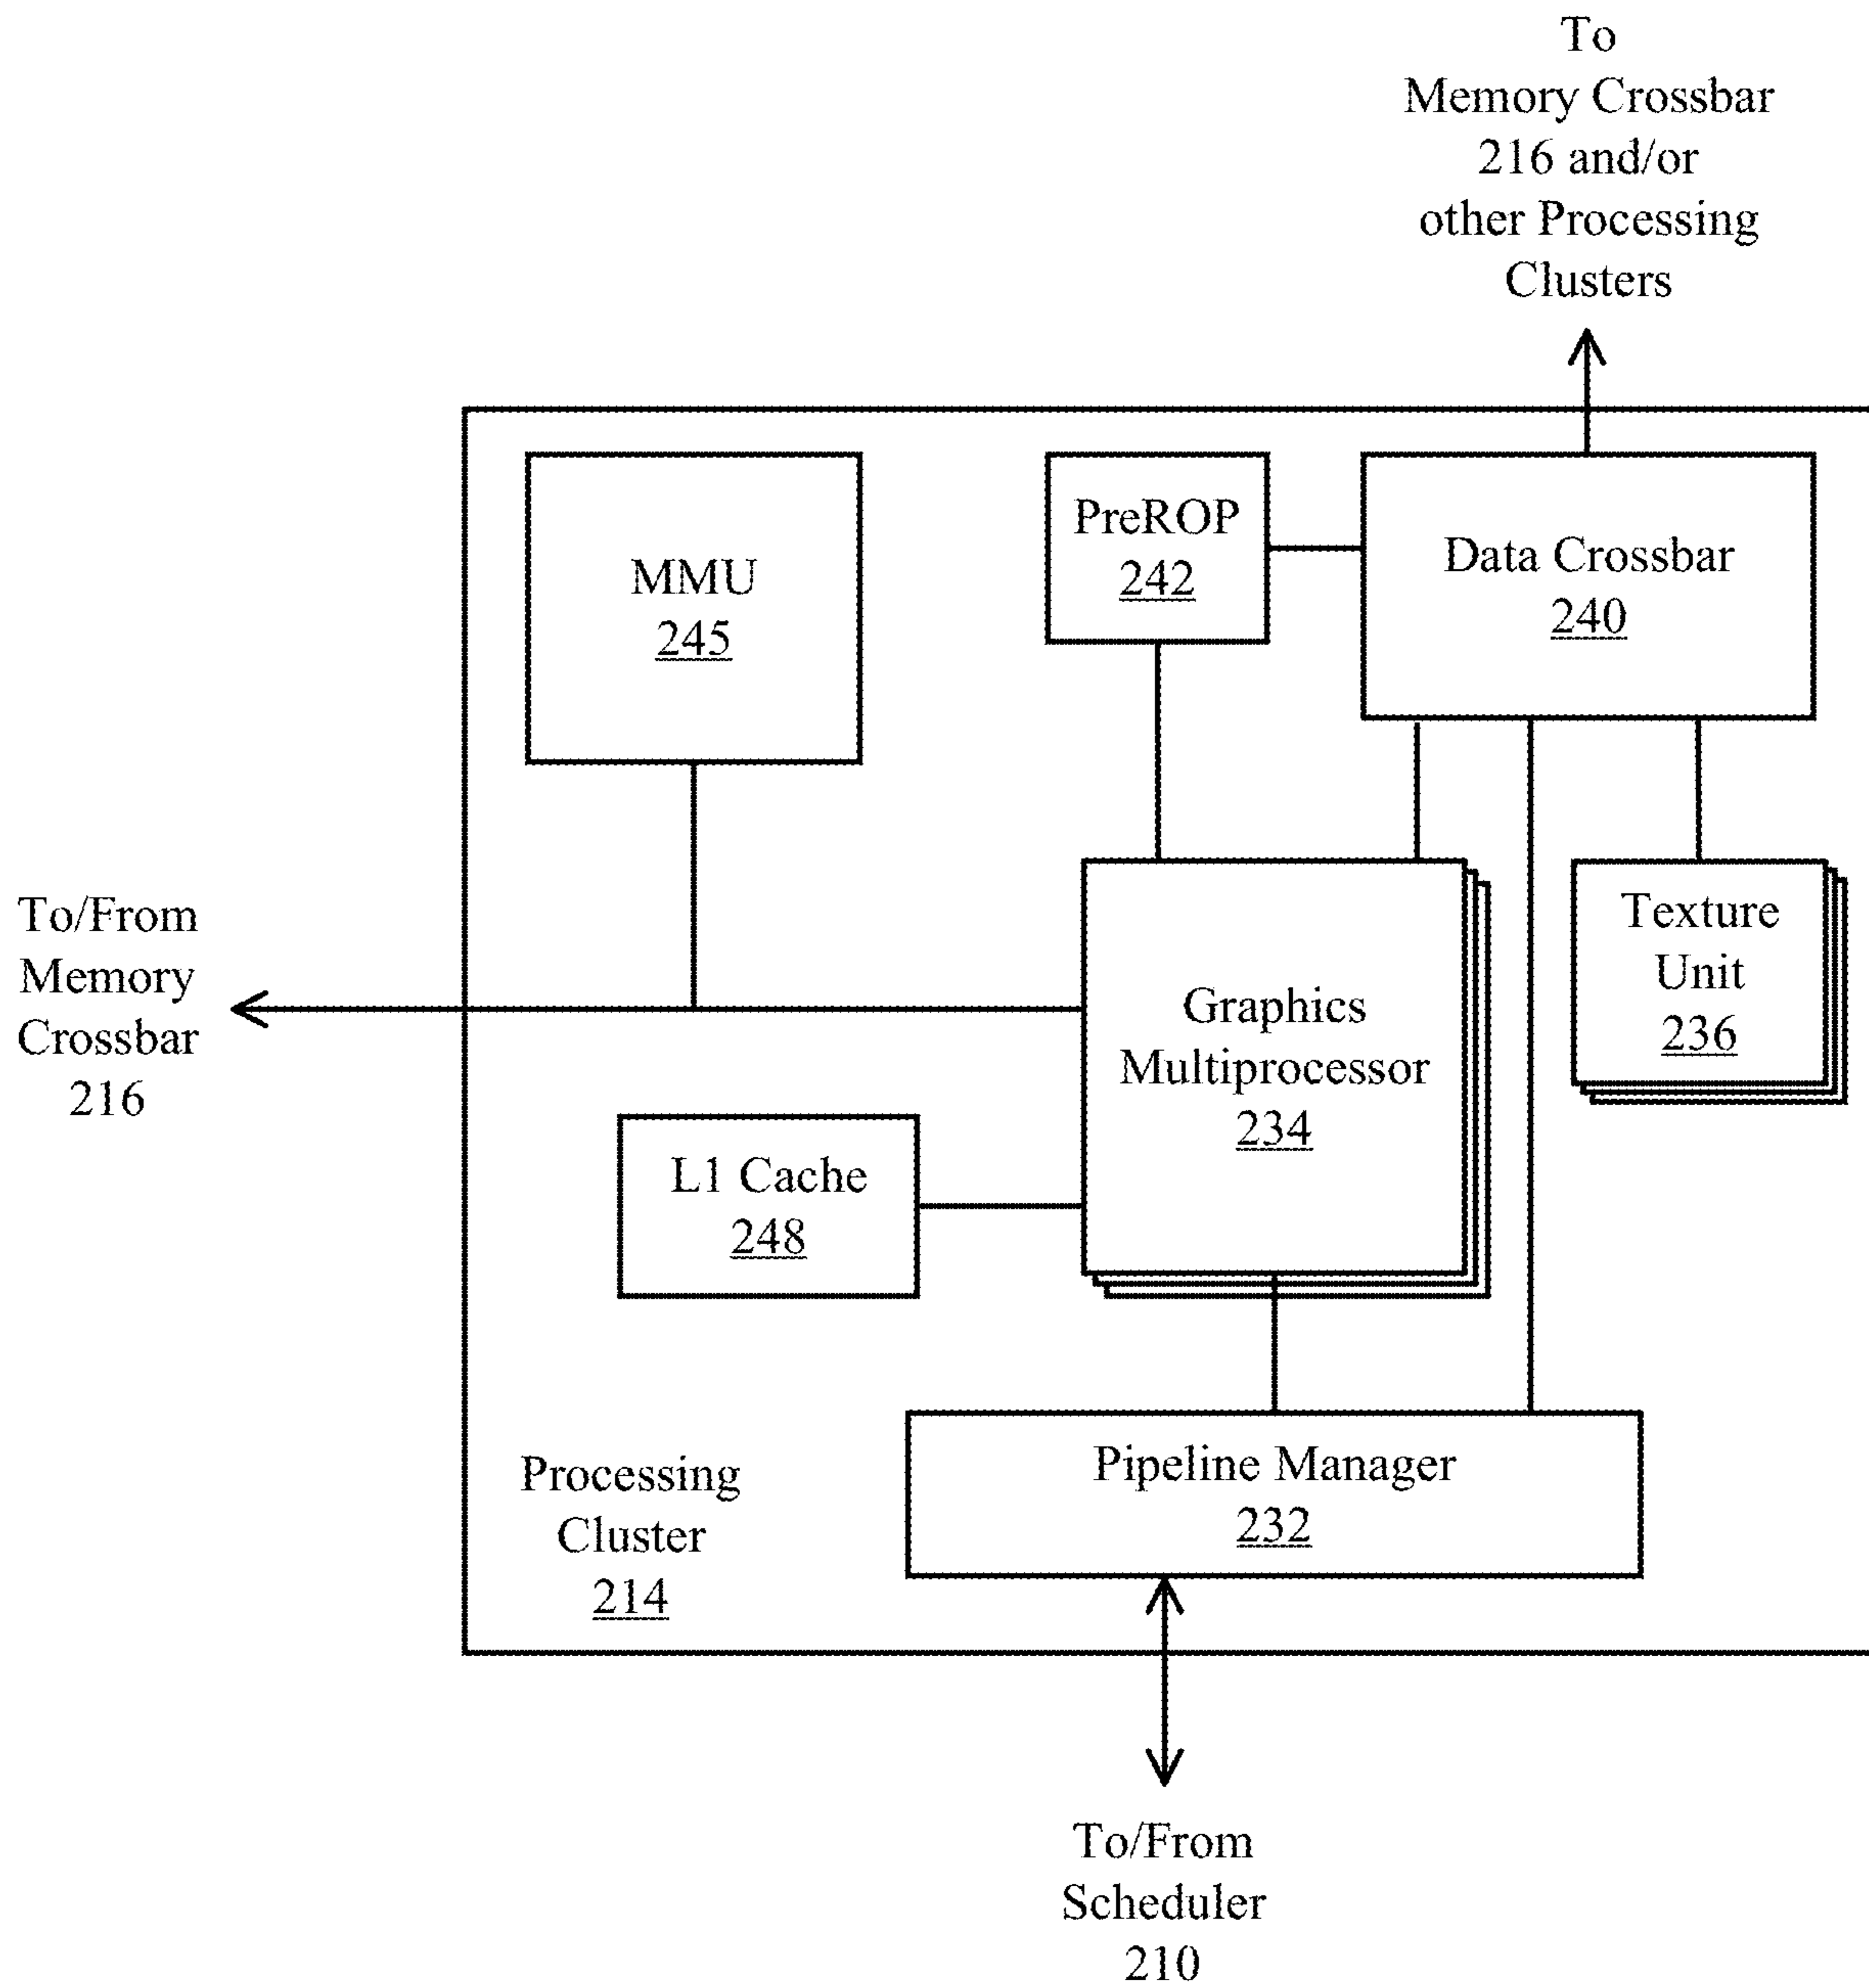 To
Memory Crossbar
216 and/or
other Processing
Clusters
MMU
245
PreROP
242
Data Crossbar
240
To/From
Memory
Crossbar
216
Graphics
Multiprocessor
234
Texture
Unit
236
L1 Cache
248
Pipeline Manager
232
Processing
Cluster
214
To/From
Scheduler
210